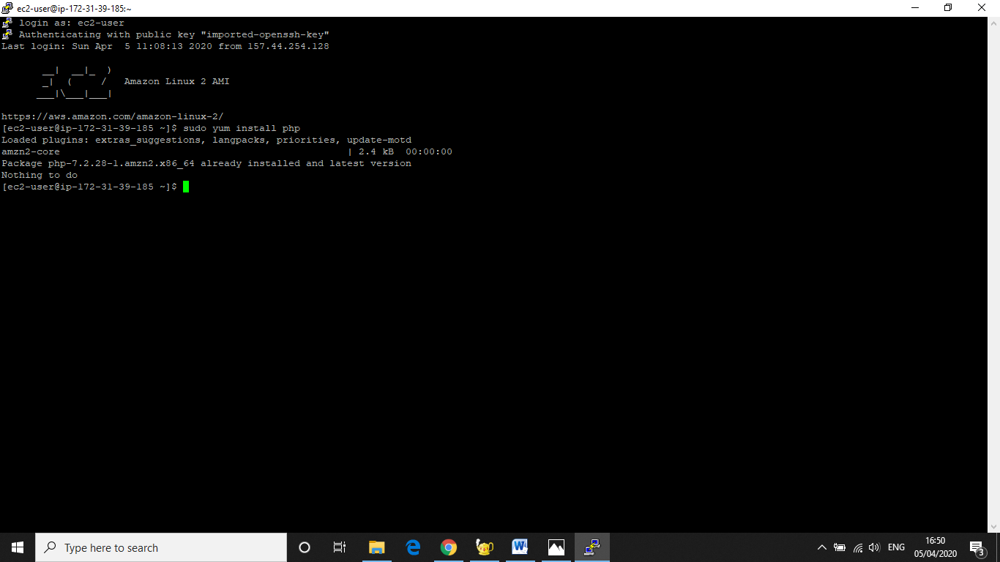 ec2-user@ip-172-31-39-185:~
login as: ec2-user
Authenticating with public key "imported-openssh-key"
Last login: Sun Apr  5 11:08:13 2020 from 157.44.254.128
       __|  __|_  )
       _|  (     /   Amazon Linux 2 AMI
      ___|\___|___|
https://aws.amazon.com/amazon-linux-2/
[ec2-user@ip-172-31-39-185 ~]$ sudo yum install php
Loaded plugins: extras_suggestions, langpacks, priorities, update-motd
amzn2-core                                                 | 2.4 kB  00:00:00
Package php-7.2.28-1.amzn2.x86_64 already installed and latest version
Nothing to do
[ec2-user@ip-172-31-39-185 ~]$
Type here to search
ENG
16:50
05/04/2020
3